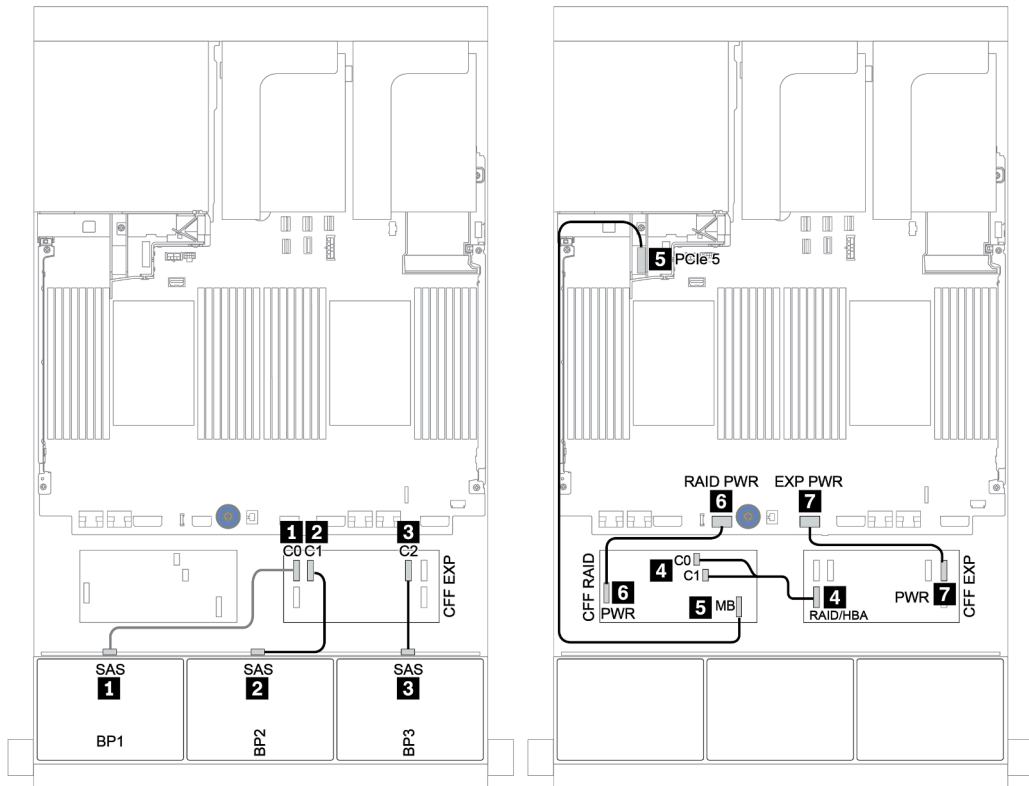 1 2 3
C0 C1 C2
CFF EXP
SAS SAS SAS
1 2 3
BP1 BP2 BP3
5 PCIe 5
RAID PWR EXP PWR
6 7
CFF RAID
C0
4 C1
6
PWR
5 MB
4
RAID/HBA
PWR 7
CFF EXP